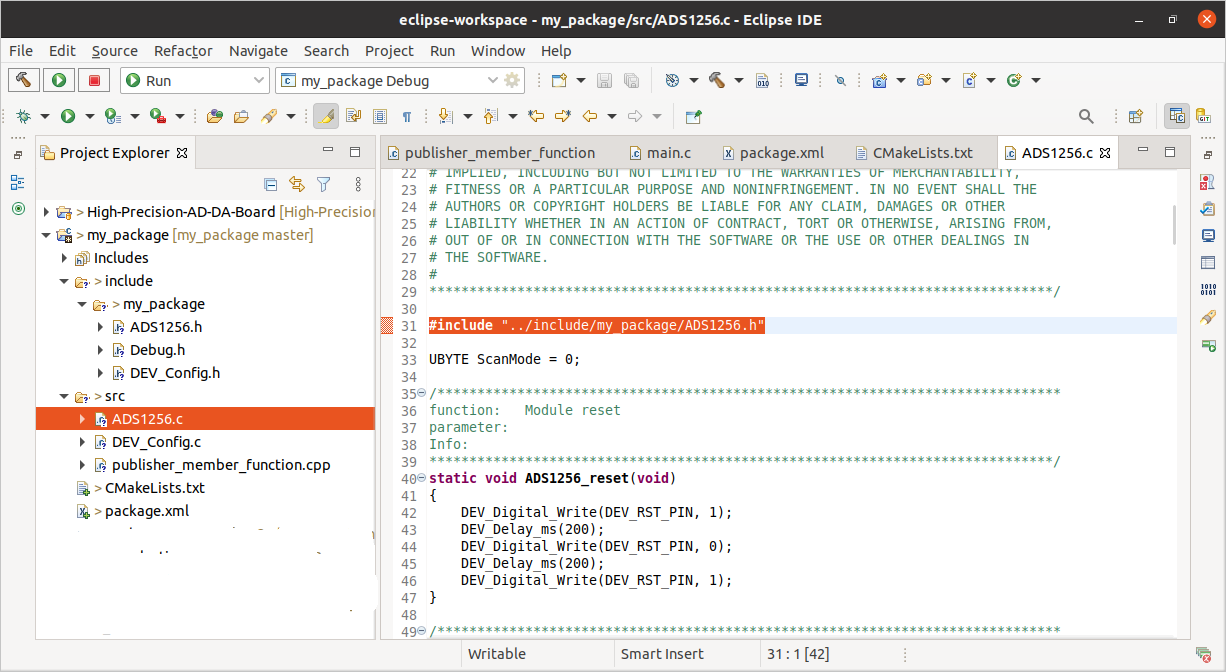 eclipse-workspace - my_package/src/ADS1256.c - Eclipse IDE
File Edit Source Refactor Navigate Search Project Run Window Help
Run my_package Debug
Project Explorer
> High-Precision-AD-DA-Board [High-Precision
> my_package [my_package master]
Includes
> include
> my_package
ADS1256.h
Debug.h
DEV_Config.h
> src
ADS1256.c
DEV_Config.c
publisher_member_function.cpp
> CMakeLists.txt
> package.xml
publisher_member_function main.c package.xml CMakeLists.txt ADS1256.c
22 # IMPLIED, INCLUDING BUT NOT LIMITED TO THE WARRANTIES OF MERCHANTABILITY,
23 # FITNESS OR A PARTICULAR PURPOSE AND NONINFRINGEMENT. IN NO EVENT SHALL THE
24 # AUTHORS OR COPYRIGHT HOLDERS BE LIABLE FOR ANY CLAIM, DAMAGES OR OTHER
25 # LIABILITY WHETHER IN AN ACTION OF CONTRACT, TORT OR OTHERWISE, ARISING FROM,
26 # OUT OF OR IN CONNECTION WITH THE SOFTWARE OR THE USE OR OTHER DEALINGS IN
27 # THE SOFTWARE.
28 #
29 ******************************************************************************/
30
31 #include "../include/my_package/ADS1256.h"
32
33 UBYTE ScanMode = 0;
34
35 /******************************************************************************
36 function:   Module reset
37 parameter:
38 Info:
39 ******************************************************************************/
40 static void ADS1256_reset(void)
41 {
42     DEV_Digital_Write(DEV_RST_PIN, 1);
43     DEV_Delay_ms(200);
44     DEV_Digital_Write(DEV_RST_PIN, 0);
45     DEV_Delay_ms(200);
46     DEV_Digital_Write(DEV_RST_PIN, 1);
47 }
48
49 /******************************************************************************
Writable Smart Insert 31 : 1 [42]